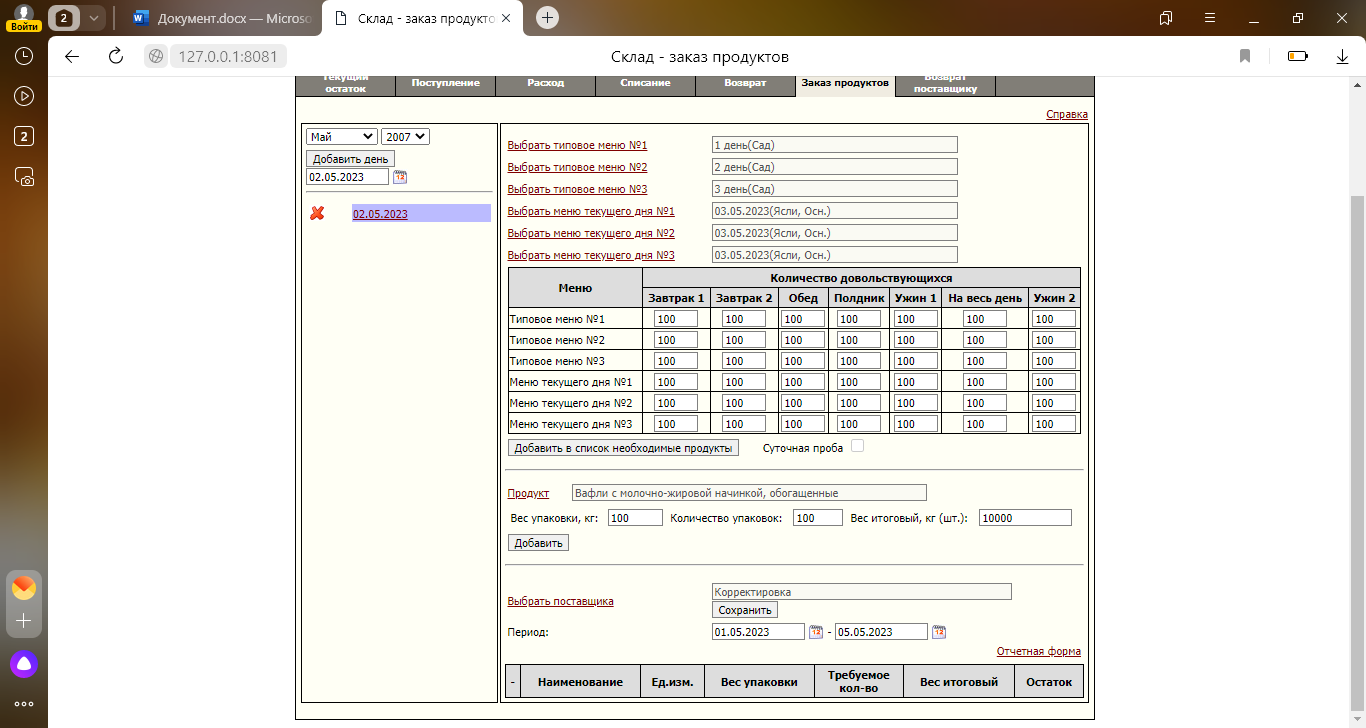 2 Документ.docx — Microso Склад - заказ продукто
Войти
127.0.0.1:8081 Склад - заказ продуктов
Текущий остаток Поступление Расход Списание Возврат Заказ продуктов Возврат поставщику
Справка
2
Май 2007
Добавить день
02.05.2023 12
02.05.2023
Выбрать типовое меню №1 1 день(Сад)
Выбрать типовое меню №2 2 день(Сад)
Выбрать типовое меню №3 3 день(Сад)
Выбрать меню текущего дня №1 03.05.2023(Ясли, Осн.)
Выбрать меню текущего дня №2 03.05.2023(Ясли, Осн.)
Выбрать меню текущего дня №3 03.05.2023(Ясли, Осн.)
Меню Количество довольствующихся
Завтрак 1 Завтрак 2 Обед Полдник Ужин 1 На весь день Ужин 2
Типовое меню №1 100 100 100 100 100 100 100
Типовое меню №2 100 100 100 100 100 100 100
Типовое меню №3 100 100 100 100 100 100 100
Меню текущего дня №1 100 100 100 100 100 100 100
Меню текущего дня №2 100 100 100 100 100 100 100
Меню текущего дня №3 100 100 100 100 100 100 100
Добавить в список необходимые продукты Суточная проба
Продукт Вафли с молочно-жировой начинкой, обогащенные
Вес упаковки, кг: 100 Количество упаковок: 100 Вес итоговый, кг (шт.): 10000
Добавить
Выбрать поставщика Корректировка
Сохранить
Период: 01.05.2023 12 - 05.05.2023 12
Отчетная форма
- Наименование Ед.изм. Вес упаковки Требуемое кол-во Вес итоговый Остаток